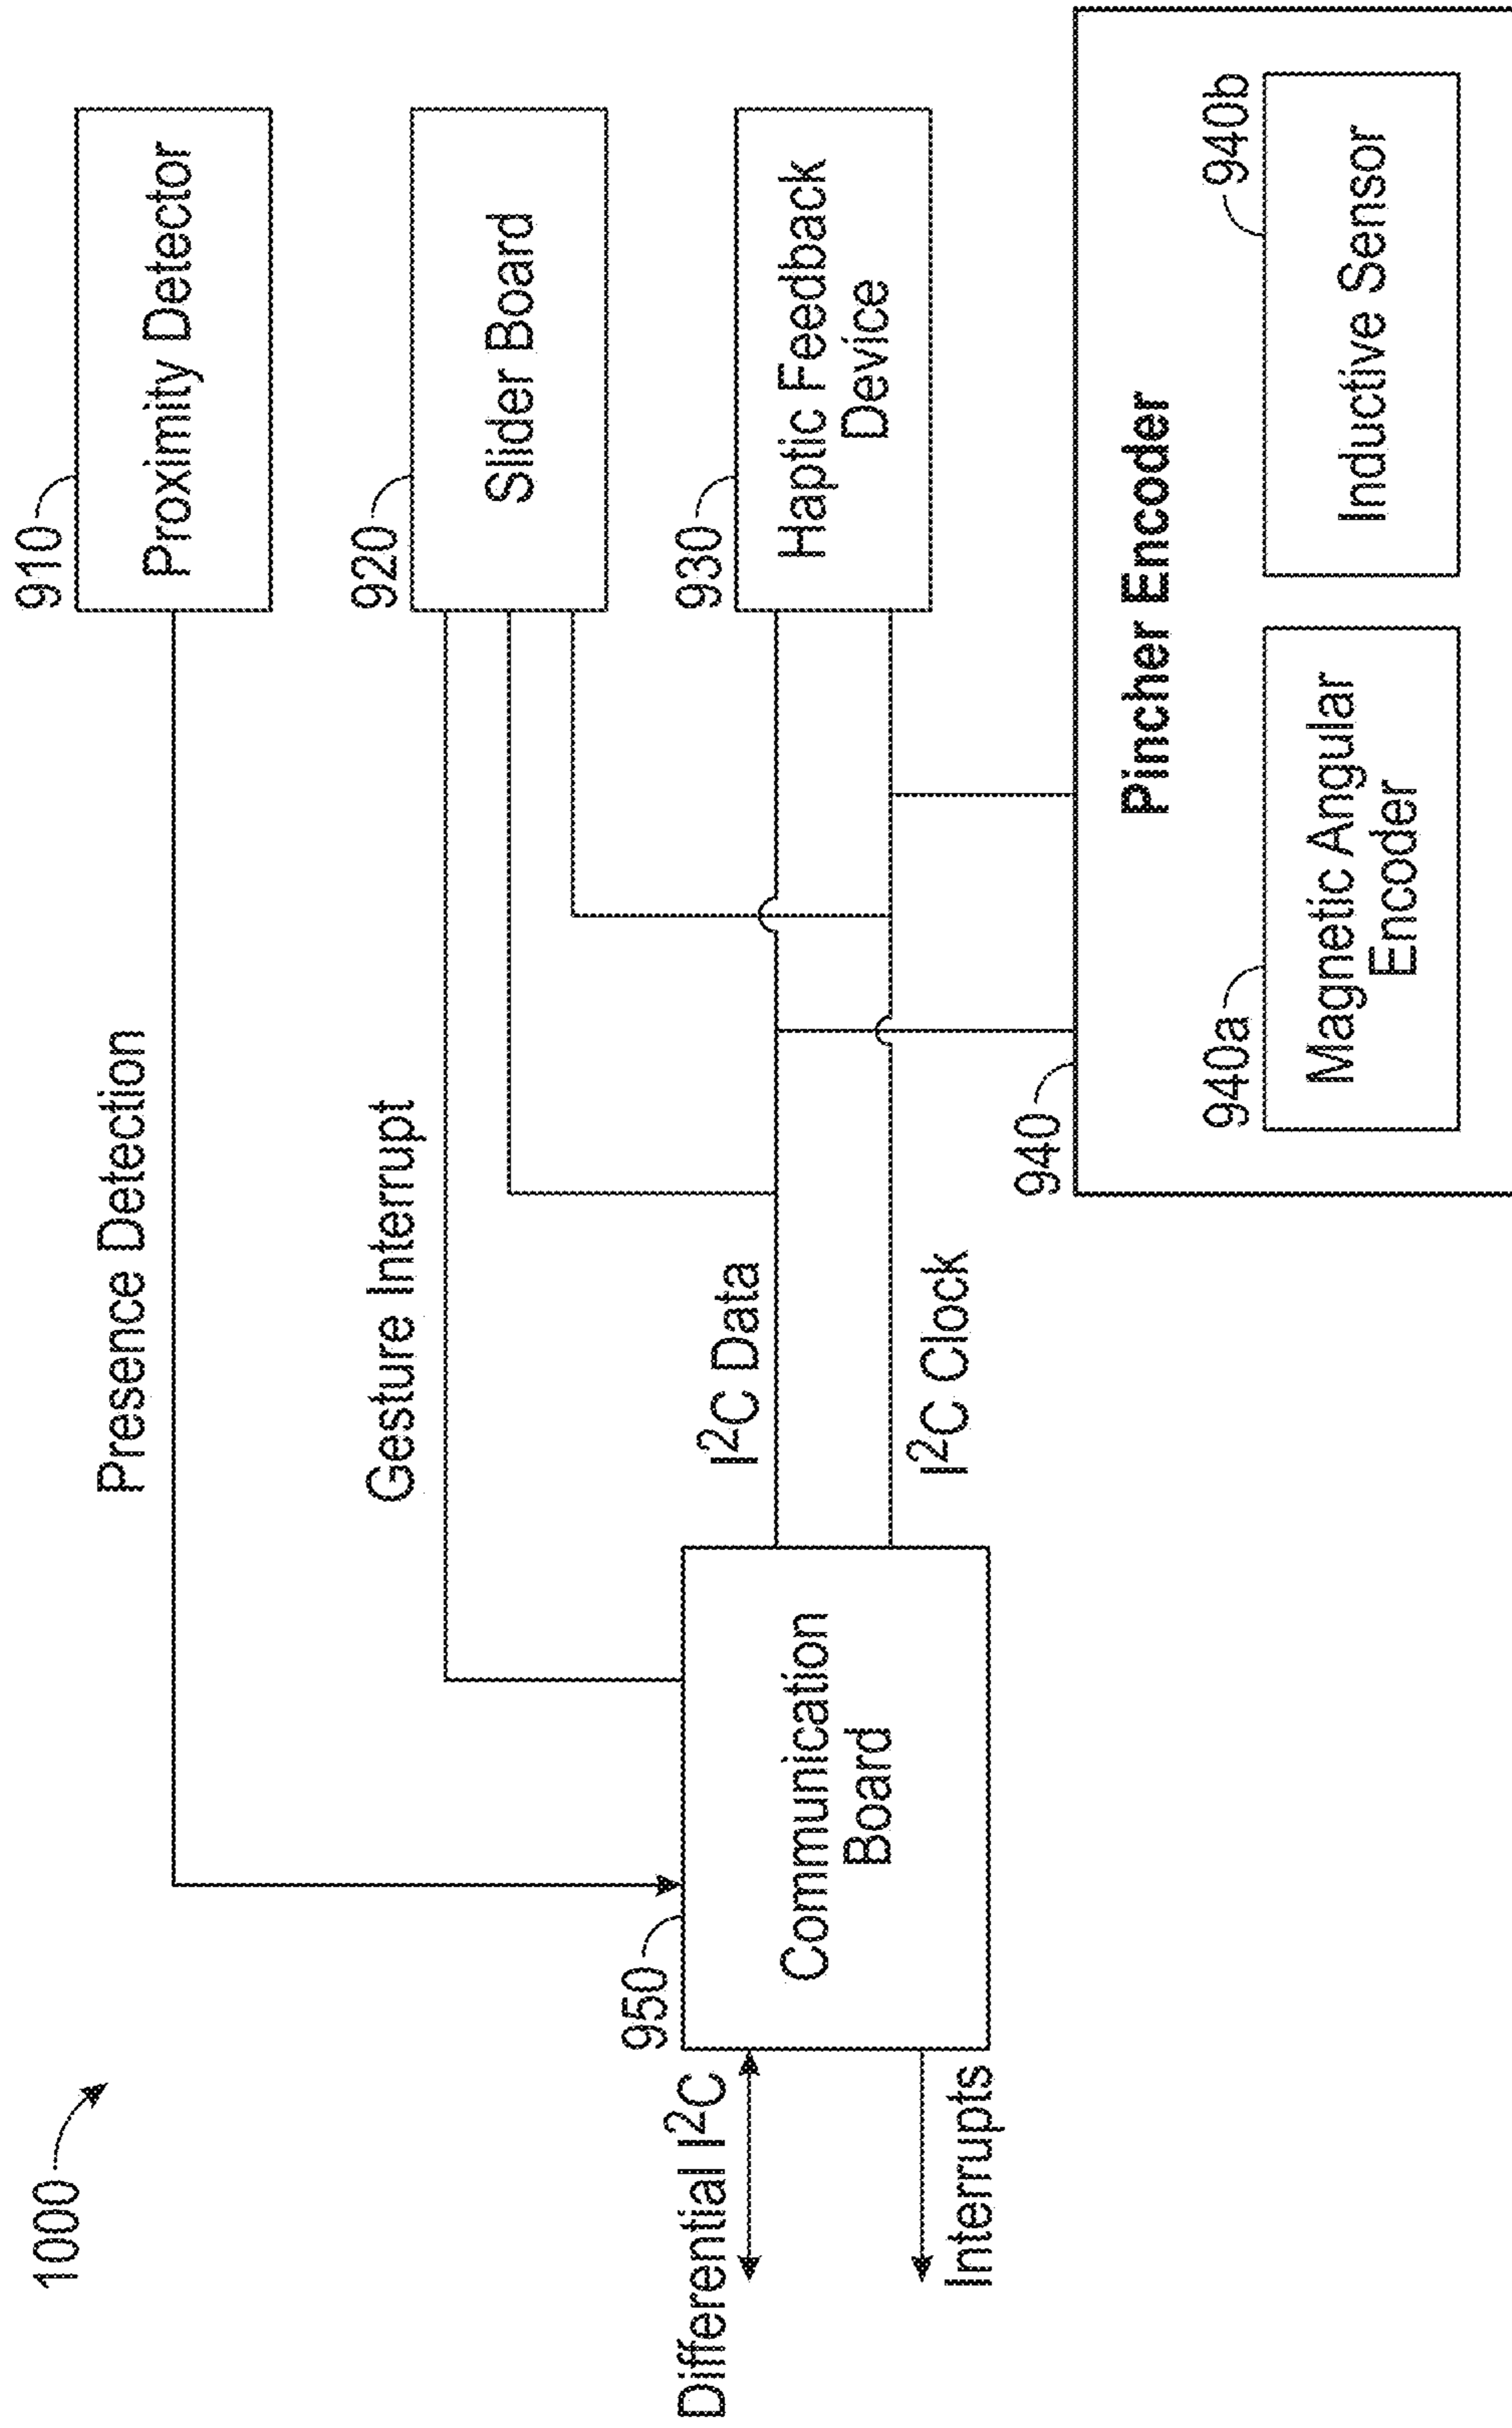 1000
Presence Detection
910
Proximity Detector
Gesture Interrupt
920
Slider Board
Differential I²C
950
Communication
Board
I²C Data
930
Haptic Feedback
Device
Interrupts
I²C Clock
940
Pincher Encoder
940a
Magnetic Angular
Encoder
940b
Inductive Sensor